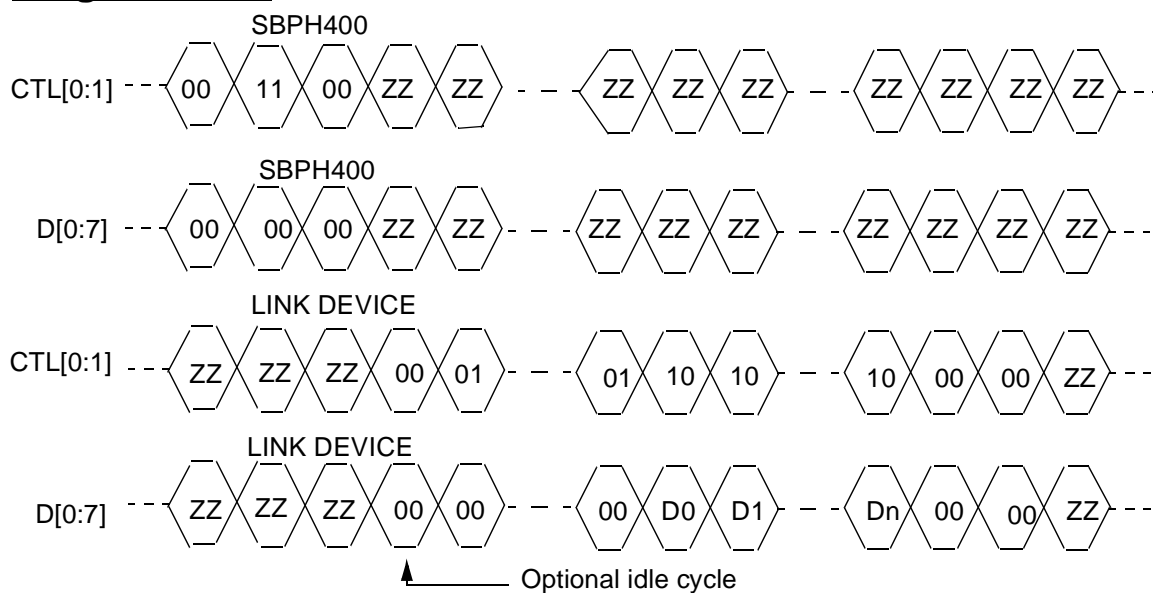 SBPH400
CTL[0:1] 00 11 00 ZZ ZZ ZZ ZZ ZZ ZZ ZZ ZZ ZZ
SBPH400
D[0:7] 00 00 00 ZZ ZZ ZZ ZZ ZZ ZZ ZZ ZZ ZZ
LINK DEVICE
CTL[0:1] ZZ ZZ ZZ 00 01 01 10 10 10 00 00 ZZ
LINK DEVICE
D[0:7] ZZ ZZ ZZ 00 00 00 D0 D1 Dn 00 00 ZZ
Optional idle cycle